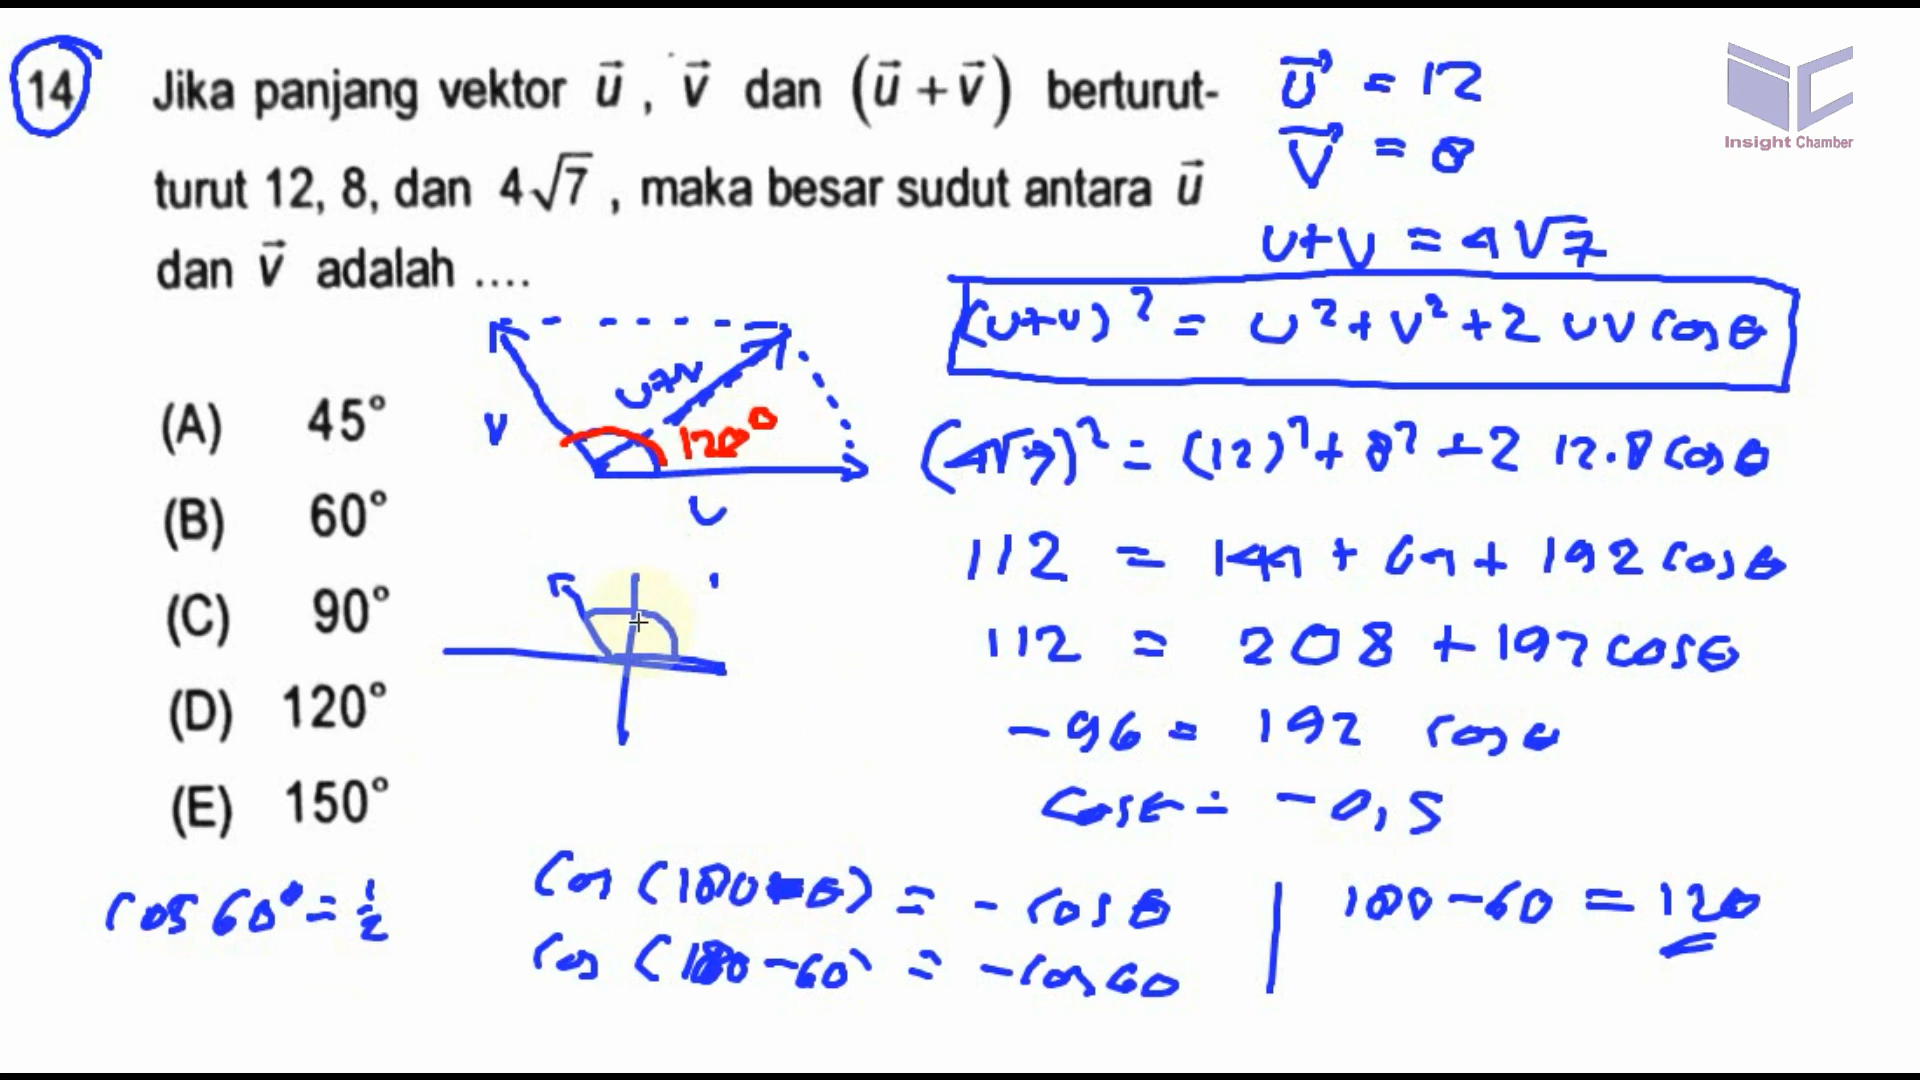 14 Jika panjang vektor u⃗ , v⃗ dan (u⃗ + v⃗) berturut-
turut 12, 8, dan 4√7 , maka besar sudut antara u⃗
dan v⃗ adalah ....
(A) 45°
(B) 60°
(C) 90°
(D) 120°
(E) 150°
V
U+V
120°
U
U⃗ = 12
V⃗ = 8
U+V = 4√7
(U+V)² = U² + V² + 2 UV cos θ
(4√7)² = (12)² + 8² + 2 12.8 cos θ
112 = 144 + 64 + 192 cos θ
112 = 208 + 192 cos θ
-96 = 192 cos θ
cos θ = -0,5
cos 60° = 1/2
cos (180-θ) = - cos θ
cos (180-60) = - cos 60
180-60 = 120
Insight Chamber